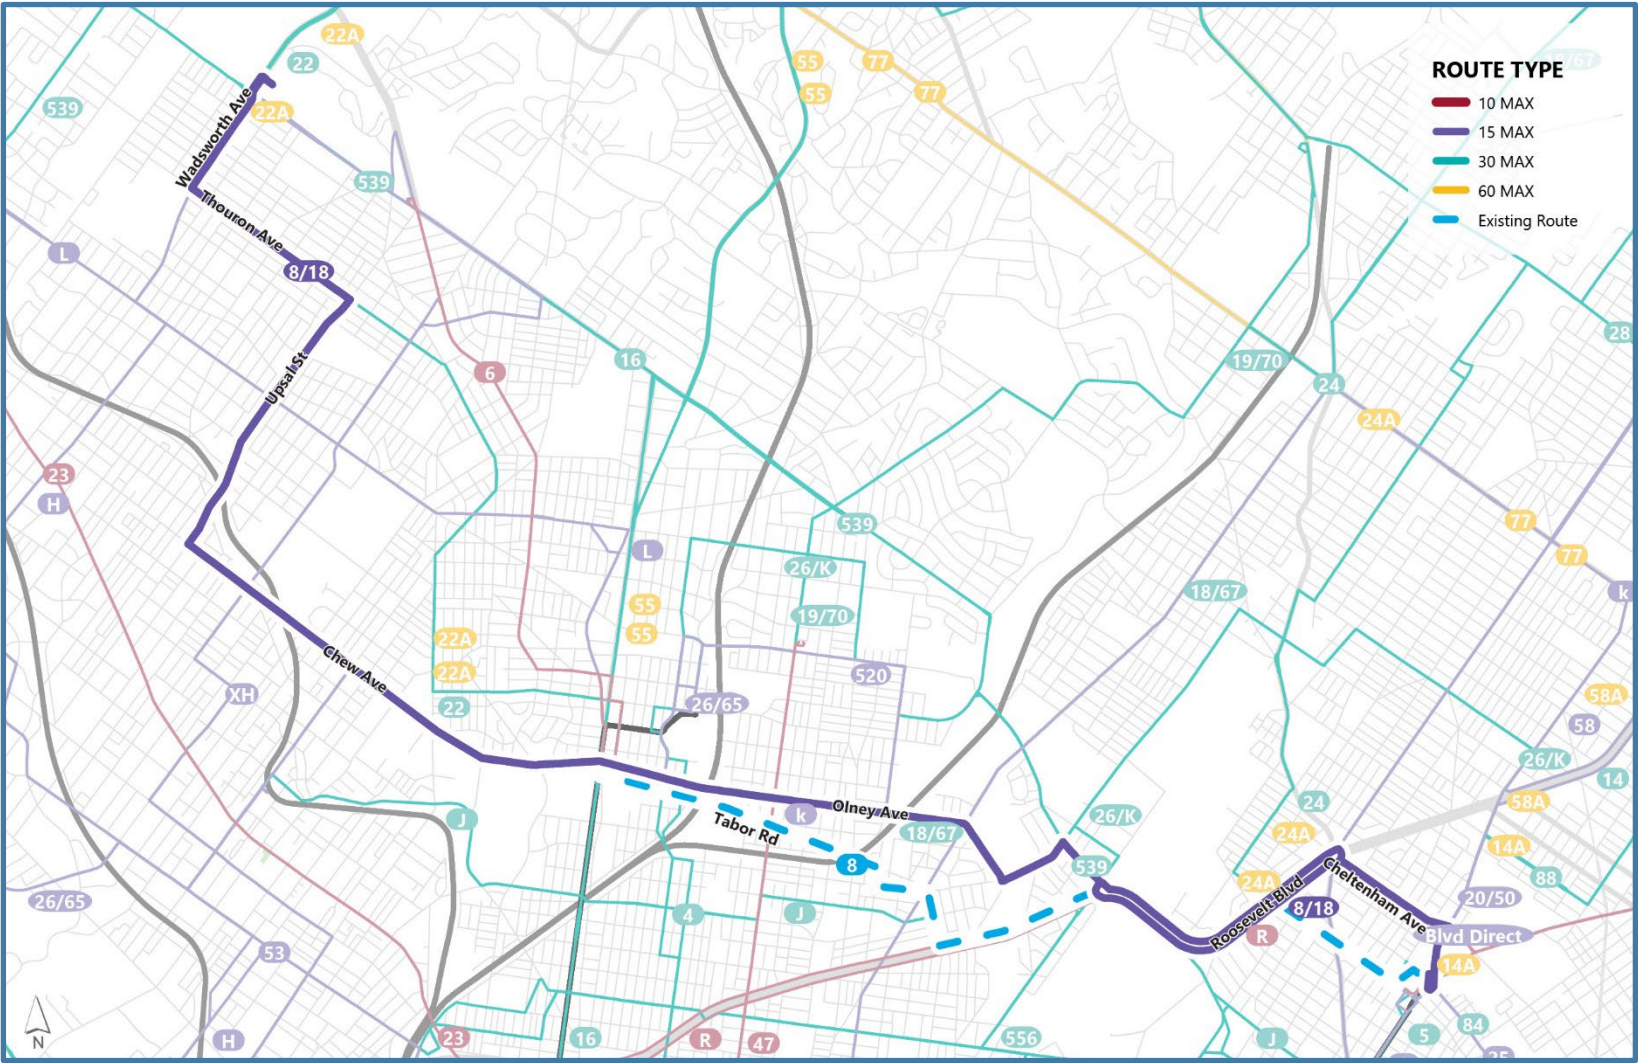 22A
22
55
77
55
77
539
22A
Wadsworth Ave
539
ROUTE TYPE
10 MAX
15 MAX
30 MAX
60 MAX
Existing Route
Thouron Ave
L
8/18
28
16
6
19/70
24
Upsal St
24A
23
H
539
77
L
77
26/K
18/67
k
55
19/70
55
22A
Chew Ave
22A
520
XH
22
26/65
58A
58
26/K
14
k
Olney Ave
24
58A
26/K
J
Tabor Rd
18/67
24A
14A
8
539
Cheltenham Ave
88
24A
26/65
4
J
Roosevelt Blvd
8/18
20/50
R
Blvd Direct
53
14A
N
H
23
16
R
47
556
J
5
84